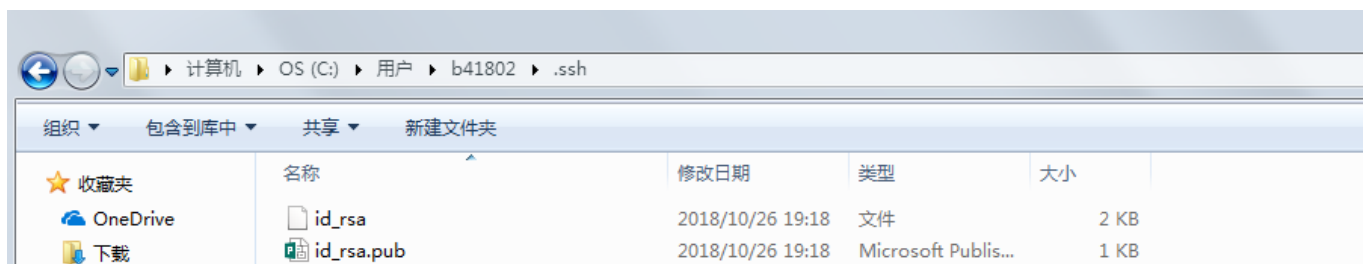 计算机 OS (C:) 用户 b41802 .ssh
组织 包含到库中 共享 新建文件夹
收藏夹 名称 修改日期 类型 大小
OneDrive id_rsa 2018/10/26 19:18 文件 2 KB
下载 id_rsa.pub 2018/10/26 19:18 Microsoft Publis... 1 KB